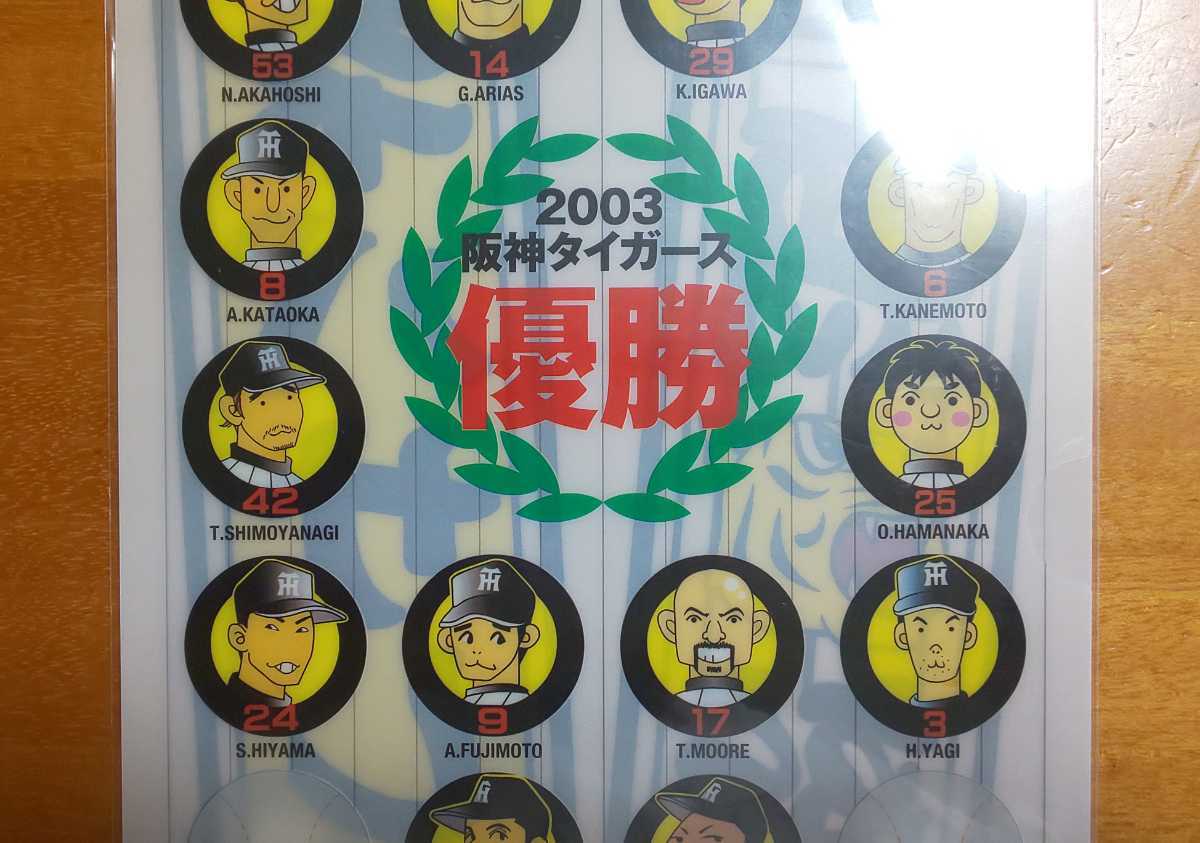 53
14
29
N.AKAHOSHI
G.ARIAS
K.IGAWA
2003
阪神タイガース
優勝
8
A.KATAOKA
6
T.KANEMOTO
42
T.SHIMOYANAGI
25
O.HAMANAKA
24
S.HIYAMA
9
A.FUJIMOTO
17
T.MOORE
3
H.YAGI